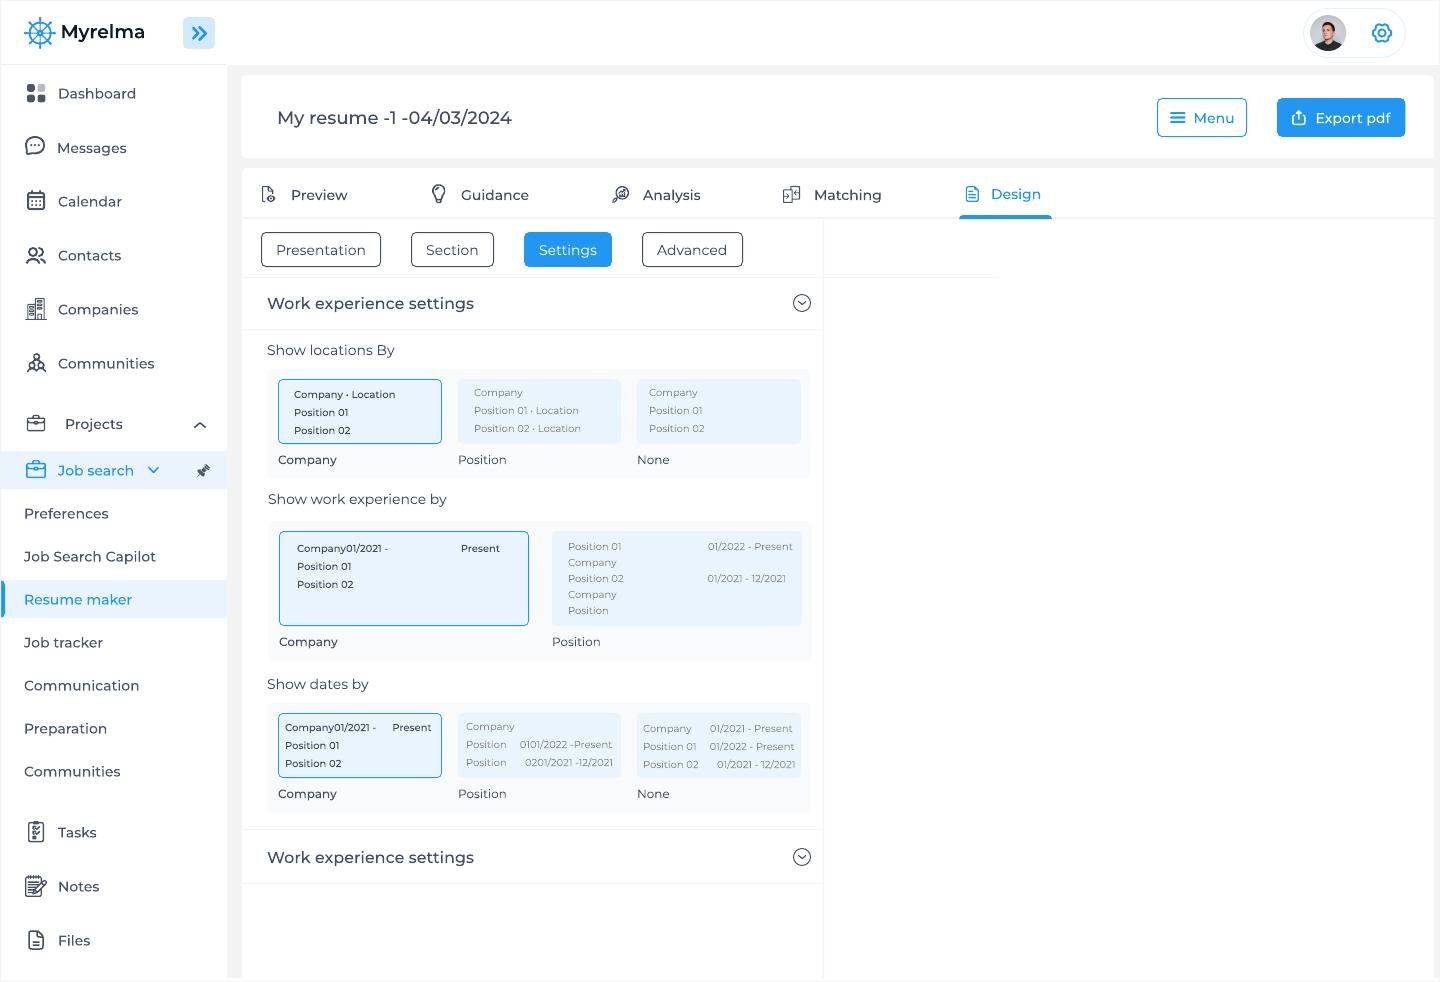 Myrelma
Dashboard
Messages
Calendar
Contacts
Companies
Communities
Projects
Job search
Preferences
Job Search Capilot
Resume maker
Job tracker
Communication
Preparation
Communities
Tasks
Notes
Files
My resume -1 -04/03/2024
Menu
Export pdf
Preview
Guidance
Analysis
Matching
Design
Presentation
Section
Settings
Advanced
Work experience settings
Show locations By
Company • Location
Position 01
Position 02
Company
Company
Position 01 • Location
Position 02 • Location
Position
Company
Position 01
Position 02
None
Show work experience by
Company01/2021 - Present
Position 01
Position 02
Company
Position 01 01/2022 - Present
Company
Position 02 01/2021 - 12/2021
Company
Position
Position
Show dates by
Company01/2021 - Present
Position 01
Position 02
Company
Company
Position 0101/2022 -Present
Position 0201/2021 -12/2021
Position
Company 01/2021 - Present
Position 01 01/2022 - Present
Position 02 01/2021 - 12/2021
None
Work experience settings